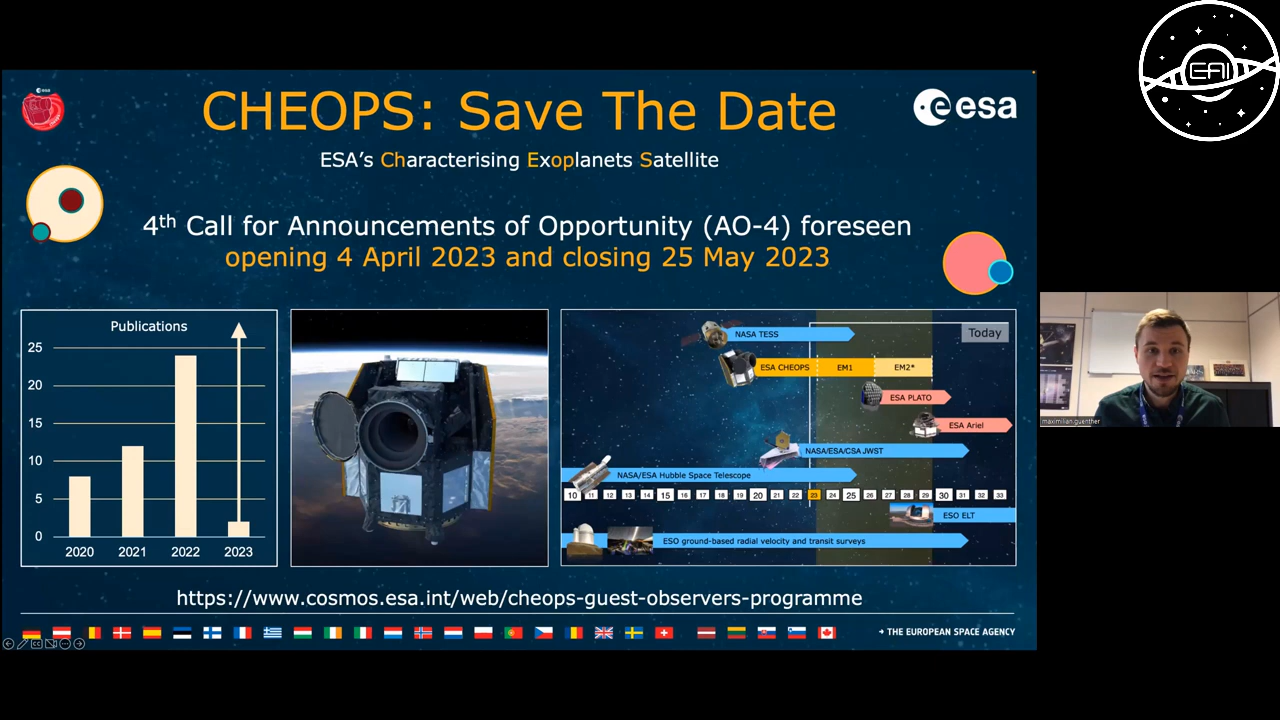 EAI
esa
CHEOPS: Save The Date
esa
ESA's Characterising Exoplanets Satellite
4th Call for Announcements of Opportunity (AO-4) foreseen
opening 4 April 2023 and closing 25 May 2023
Publications
25
20
15
10
5
0
2020 2021 2022 2023
Today
NASA TESS
ESA CHEOPS EM1 EM2*
ESA PLATO
ESA Ariel
NASA/ESA/CSA JWST
NASA/ESA Hubble Space Telescope
10 11 12 13 14 15 16 17 18 19 20 21 22 23 24 25 26 27 28 29 30 31 32 33
ESO ELT
ESO ground-based radial velocity and transit surveys
maximilian.guenther
https://www.cosmos.esa.int/web/cheops-guest-observers-programme
→ THE EUROPEAN SPACE AGENCY